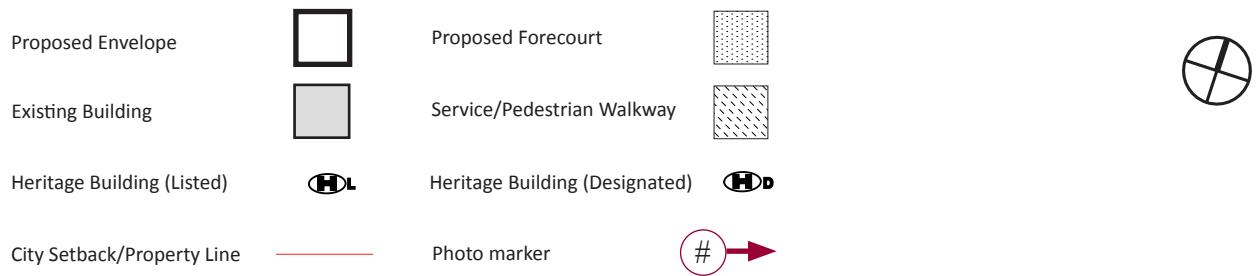 Proposed Envelope
Proposed Forecourt
Existing Building
Service/Pedestrian Walkway
Heritage Building (Listed)
HL
Heritage Building (Designated)
HD
City Setback/Property Line
Photo marker
#